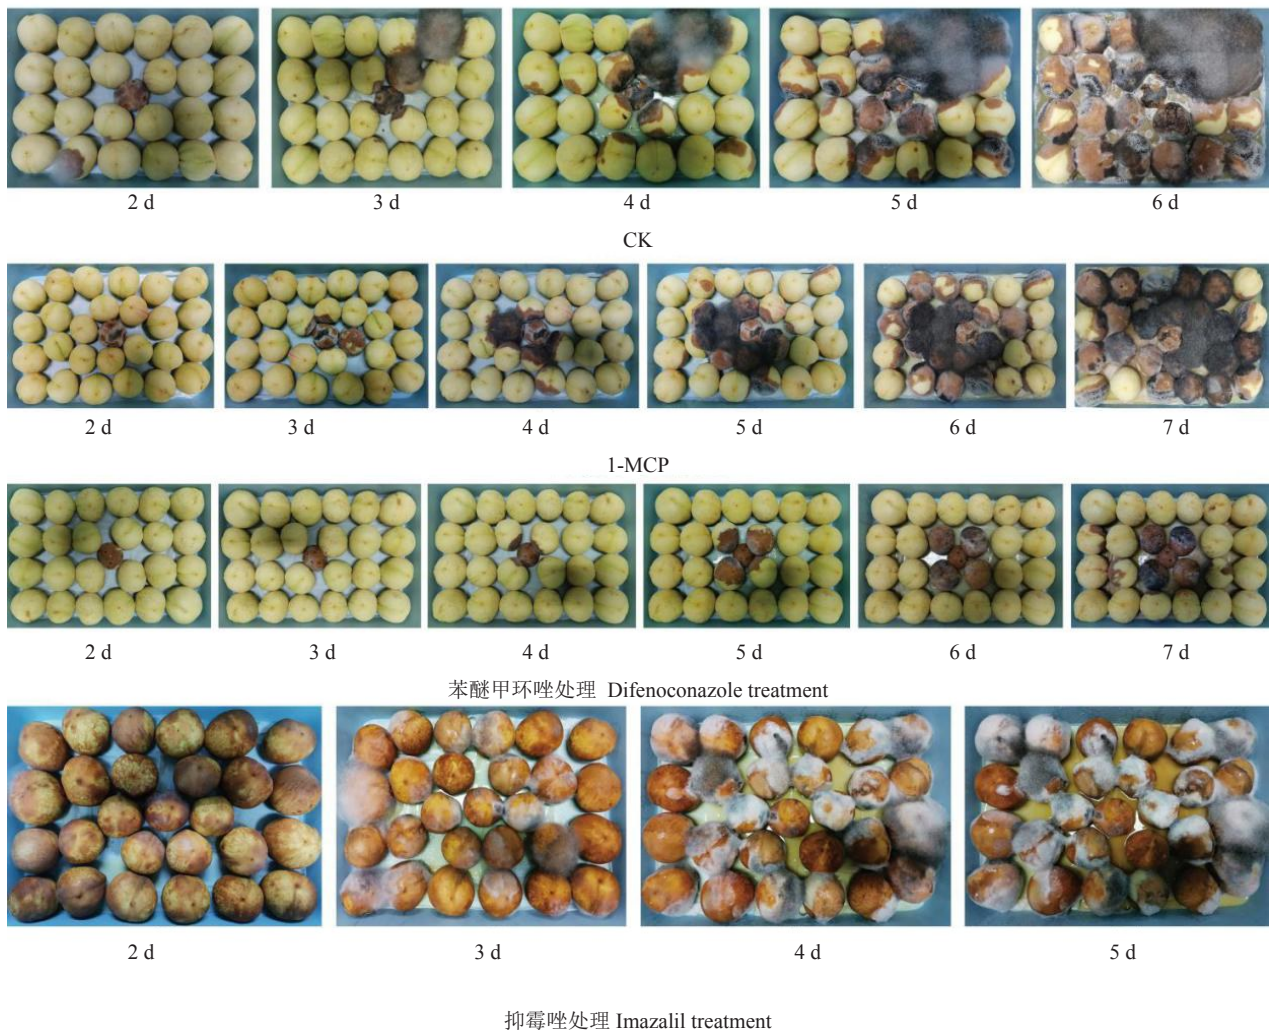 2 d 3 d 4 d 5 d 6 d
CK
2 d 3 d 4 d 5 d 6 d 7 d
1-MCP
2 d 3 d 4 d 5 d 6 d 7 d
苯醚甲环唑处理 Difenoconazole treatment
2 d 3 d 4 d 5 d
抑霉唑处理 Imazalil treatment